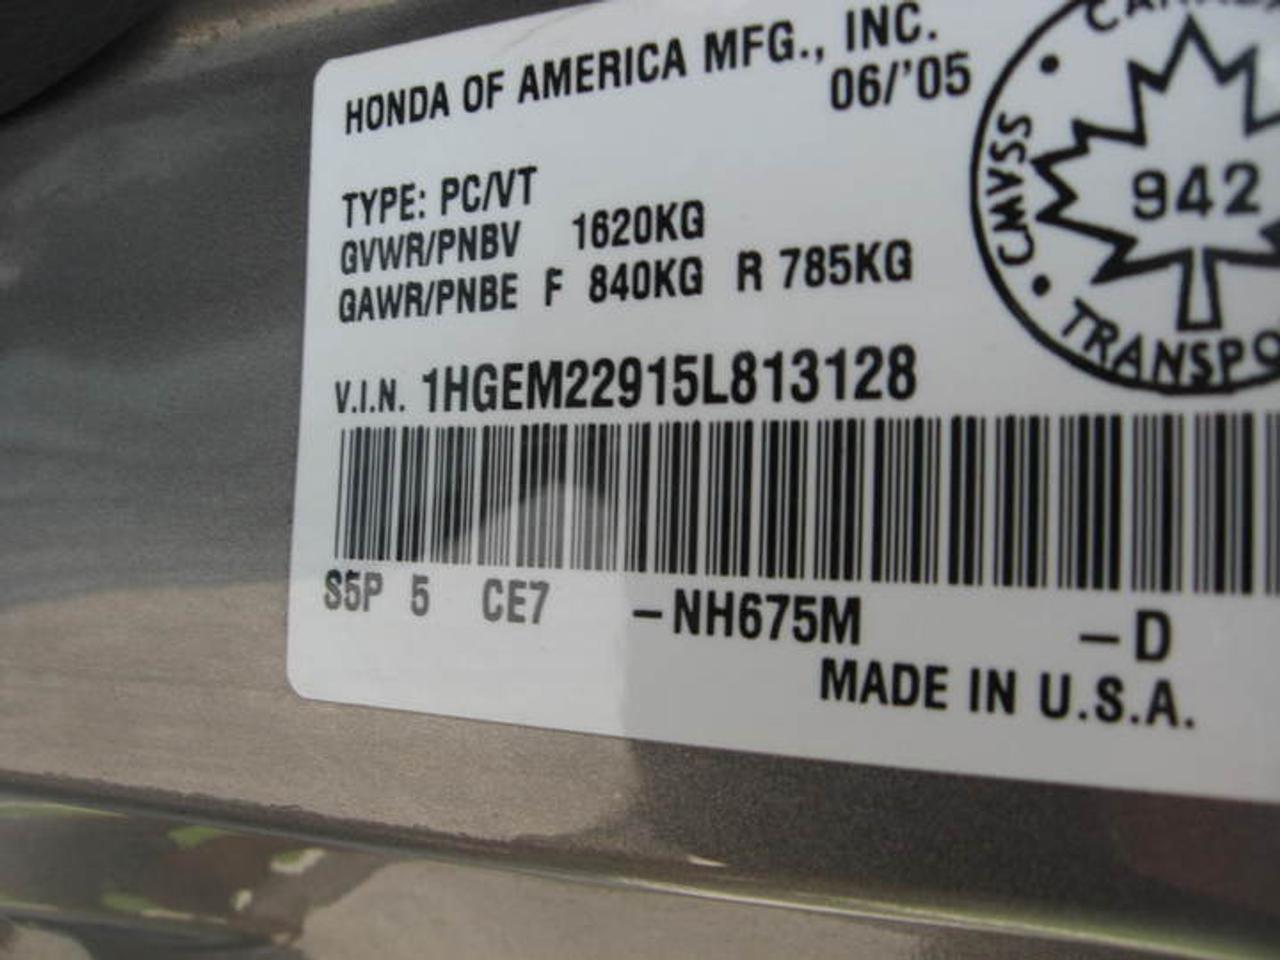 HONDA OF AMERICA MFG., INC.
06/'05
TYPE: PC/VT
GVWR/PNBV 1620KG
GAWR/PNBE F 840KG R 785KG
V.I.N. 1HGEM22915L813128
S5P 5 CE7 –NH675M –D
MADE IN U.S.A.
CMVSS
942